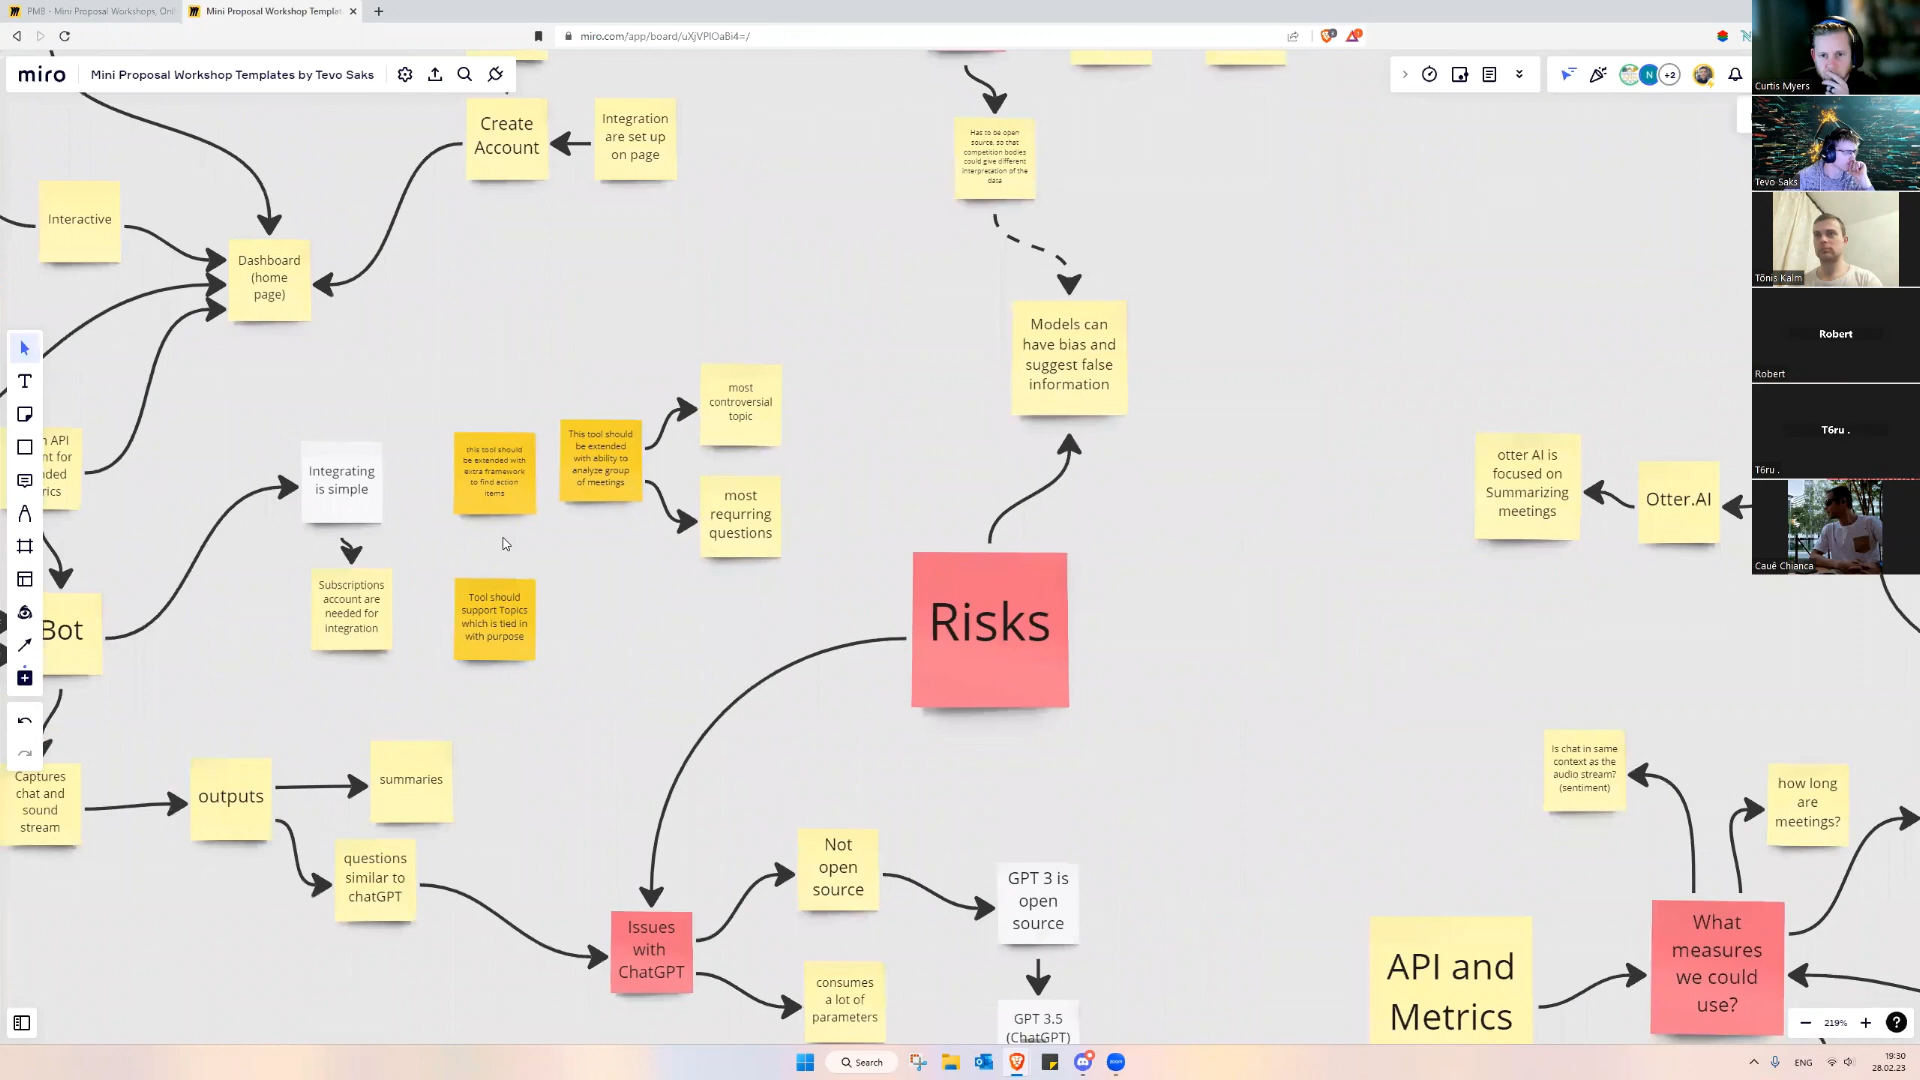 PMB - Mini Proposal Workshops, Onl
Mini Proposal Workshop Templat
miro.com/app/board/uXjVPlOaBi4=/
miro
Mini Proposal Workshop Templates by Tevo Saks
N
+2
Create
Account
Integration
are set up
on page
Has to be open
source, so that
competition bodies
could give different
interpretation of the
data
Interactive
Dashboard
(home
page)
Models can
have bias and
suggest false
information
most
controversial
topic
This tool should
be extended
with ability to
analyze group
of meetings
this tool should
be extended with
extra framework
to find action
items
most
requrring
questions
Integrating
is simple
otter AI is
focused on
Summarizing
meetings
Otter.AI
Subscriptions
account are
needed for
integration
Tool should
support Topics
which is tied in
with purpose
Risks
Bot
Captures
chat and
sound
stream
outputs
summaries
questions
similar to
chatGPT
Issues
with
ChatGPT
Not
open
source
GPT 3 is
open
source
GPT 3.5
(ChatGPT)
consumes
a lot of
parameters
Is chat in same
context as the
audio stream?
(sentiment)
how long
are
meetings?
API and
Metrics
What
measures
we could
use?
219%
Curtis Myers
Tevo Saks
Tõnis Kalm
Robert
Robert
T6ru .
T6ru .
Cauê Chianca
Search
ENG
19:30
28.02.23